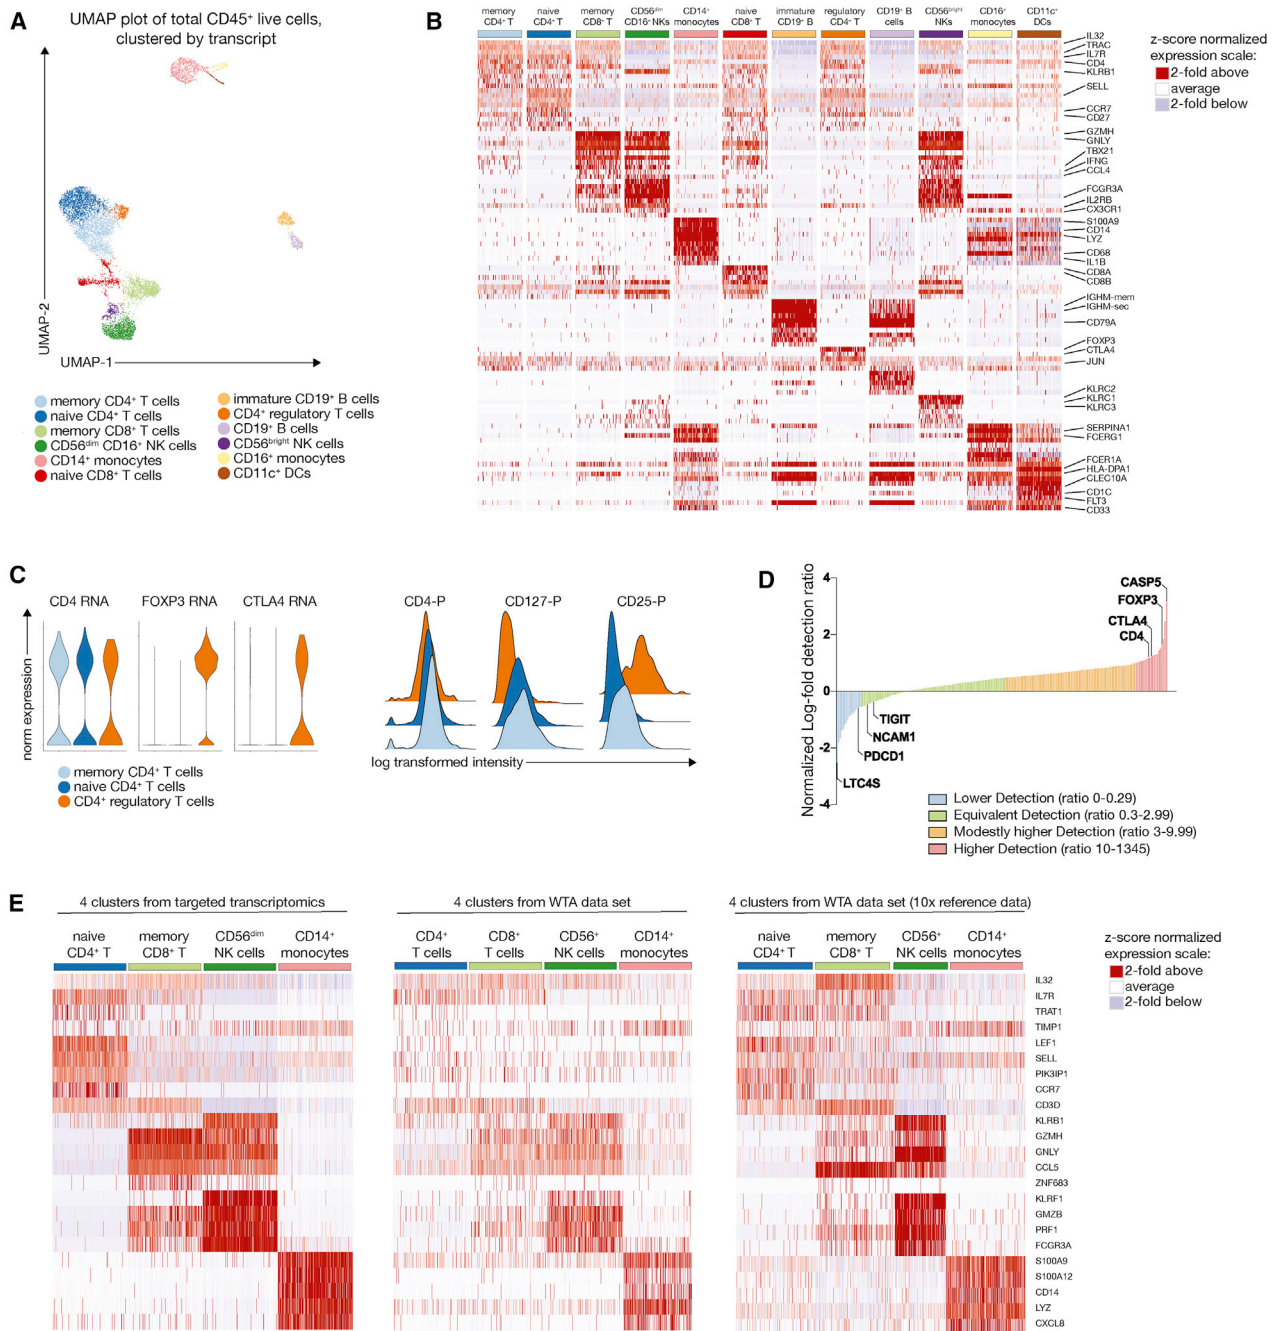 A
UMAP plot of total CD45⁺ live cells,
clustered by transcript
UMAP-2
UMAP-1
memory CD4⁺ T cells
naive CD4⁺ T cells
memory CD8⁺ T cells
CD56ᵈⁱᵐ CD16⁺ NK cells
CD14⁺ monocytes
naive CD8⁺ T cells
immature CD19⁺ B cells
CD4⁺ regulatory T cells
CD19⁺ B cells
CD56ᵇʳⁱᵍʰᵗ NK cells
CD16⁺ monocytes
CD11c⁺ DCs
B
memory CD4⁺ T
naive CD4⁺ T
memory CD8⁺ T
CD56ᵈⁱᵐ CD16⁺ NKs
CD14⁺ monocytes
naive CD8⁺ T
immature CD19⁺ B
regulatory CD4⁺ T
CD19⁺ B cells
CD56ᵇʳⁱᵍʰᵗ NKs
CD16⁺ monocytes
CD11c⁺ DCs
IL32
TRAC
IL7R
CD4
KLRB1
SELL
CCR7
CD27
GZMH
GNLY
TBX21
IFNG
CCL4
FCGR3A
IL2RB
CX3CR1
S100A9
CD14
LYZ
CD68
IL1B
CD8A
CD8B
IGHM-mem
IGHM-sec
CD79A
FOXP3
CTLA4
JUN
KLRC2
KLRC1
KLRC3
SERPINA1
FCERG1
FCER1A
HLA-DPA1
CLEC10A
CD1C
FLT3
CD33
z-score normalized
expression scale:
2-fold above
average
2-fold below
C
CD4 RNA
FOXP3 RNA
CTLA4 RNA
norm expression
memory CD4⁺ T cells
naive CD4⁺ T cells
CD4⁺ regulatory T cells
CD4-P
CD127-P
CD25-P
log transformed intensity
D
Normalized Log-fold detection ratio
4
2
0
-2
-4
CASP5
FOXP3
CTLA4
CD4
TIGIT
NCAM1
PDCD1
LTC4S
Lower Detection (ratio 0-0.29)
Equivalent Detection (ratio 0.3-2.99)
Modestly higher Detection (ratio 3-9.99)
Higher Detection (ratio 10-1345)
E
4 clusters from targeted transcriptomics
naive CD4⁺ T
memory CD8⁺ T
CD56ᵈⁱᵐ NK cells
CD14⁺ monocytes
4 clusters from WTA data set
CD4⁺ T cells
CD8⁺ T cells
CD56⁺ NK cells
CD14⁺ monocytes
4 clusters from WTA data set (10x reference data)
naive CD4⁺ T
memory CD8⁺ T
CD56⁺ NK cells
CD14⁺ monocytes
IL32
IL7R
TRAT1
TIMP1
LEF1
SELL
PIK3IP1
CCR7
CD3D
KLRB1
GZMH
GNLY
CCL5
ZNF683
KLRF1
GMZB
PRF1
FCGR3A
S100A9
S100A12
CD14
LYZ
CXCL8
z-score normalized
expression scale:
2-fold above
average
2-fold below